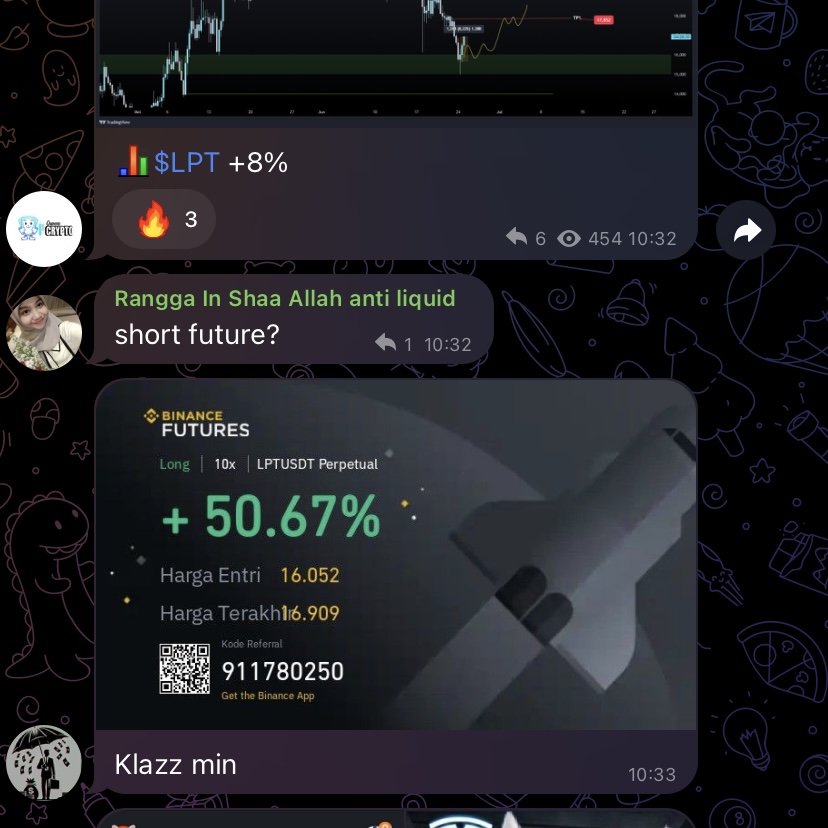 TP1 17,852
TradingView
$LPT +8%
3
6 454 10:32
CRYPTO
Rangga In Shaa Allah anti liquid
short future?
1 10:32
BINANCE
FUTURES
Long | 10x | LPTUSDT Perpetual
+ 50.67%
Harga Entri 16.052
Harga Terakhir 16.909
Kode Referral
911780250
Get the Binance App
Klazz min
10:33